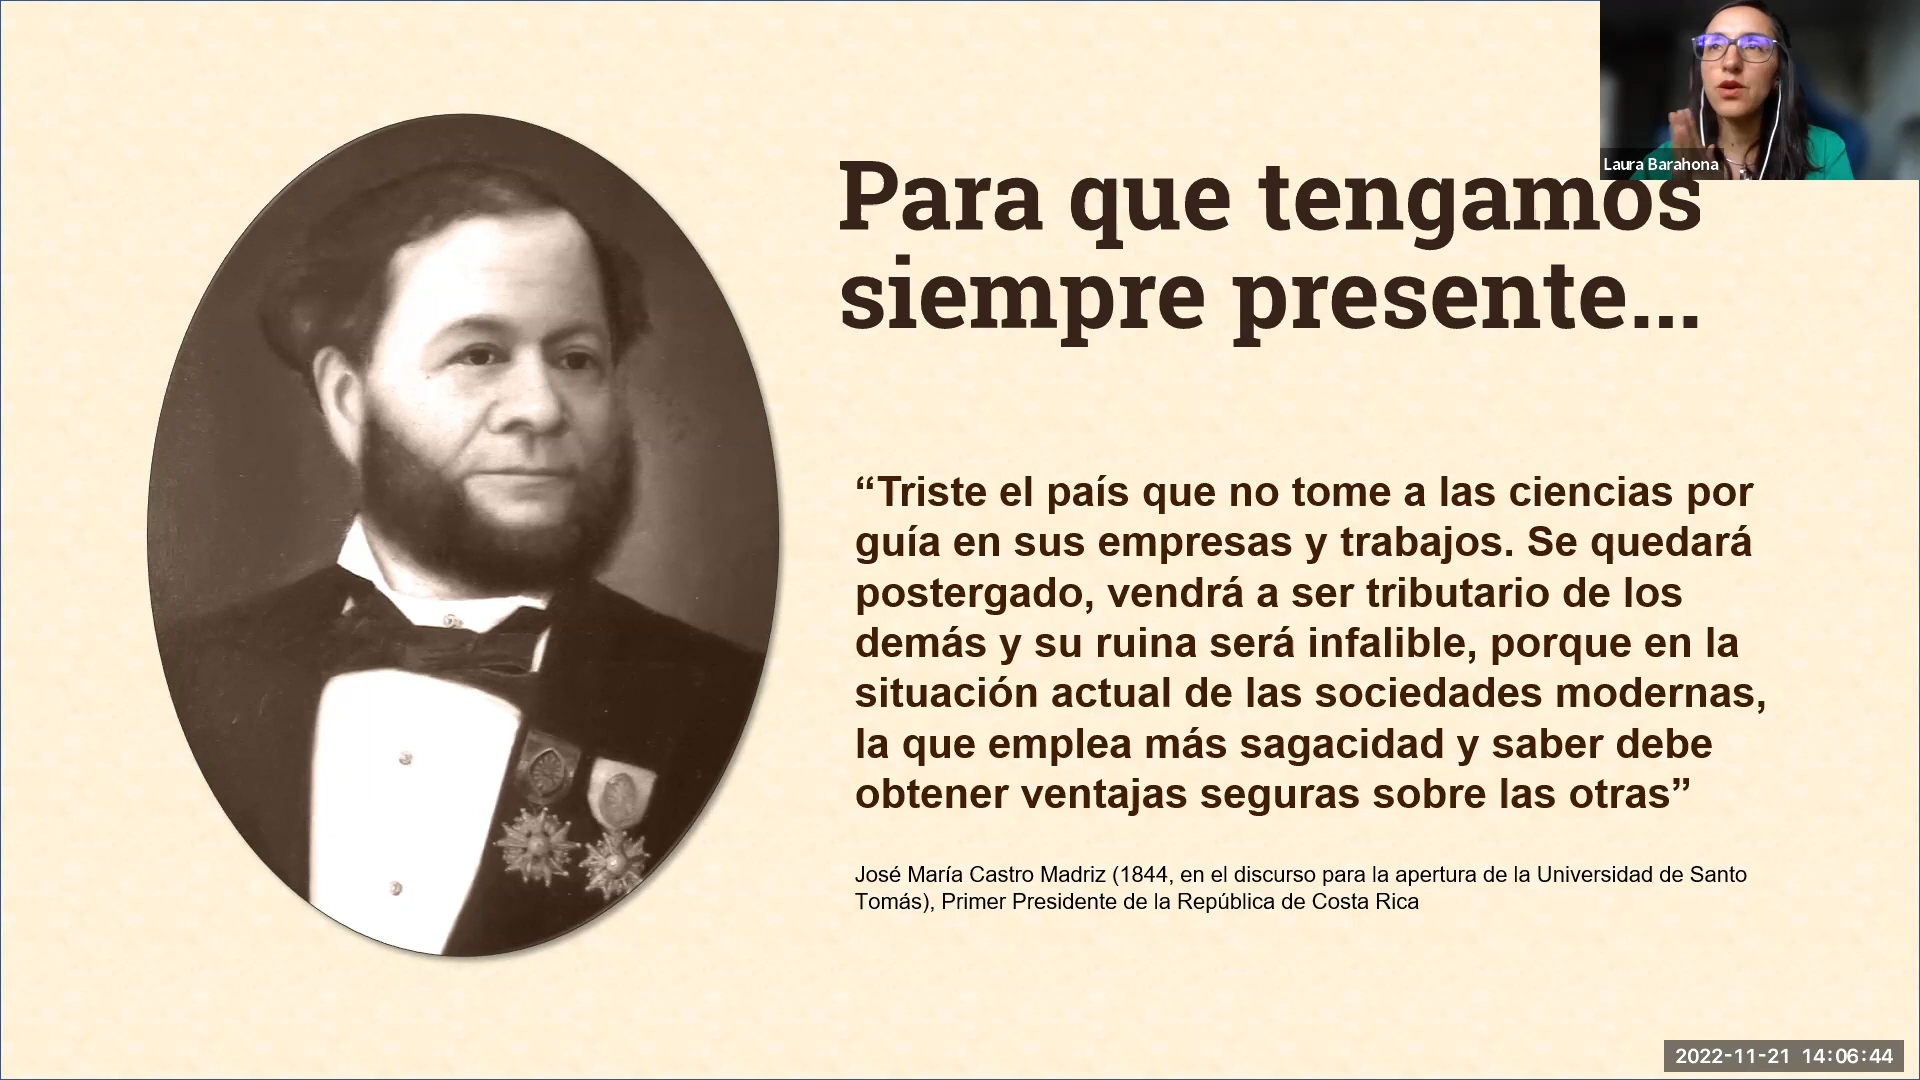 Laura Barahona
Para que tengamos
siempre presente...
“Triste el país que no tome a las ciencias por
guía en sus empresas y trabajos. Se quedará
postergado, vendrá a ser tributario de los
demás y su ruina será infalible, porque en la
situación actual de las sociedades modernas,
la que emplea más sagacidad y saber debe
obtener ventajas seguras sobre las otras”
José María Castro Madriz (1844, en el discurso para la apertura de la Universidad de Santo
Tomás), Primer Presidente de la República de Costa Rica
2022-11-21 14:06:44